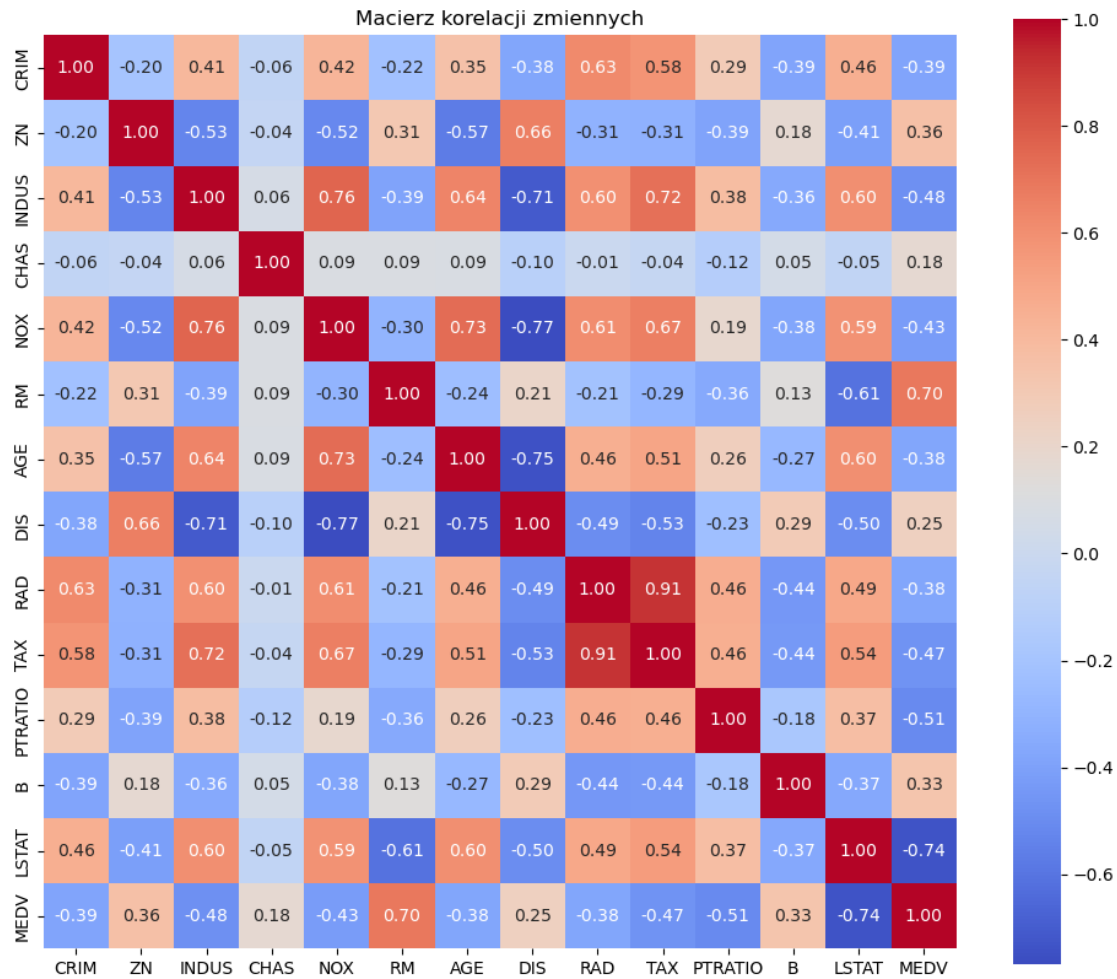 Macierz korelacji zmiennych
CRIM 1.00 -0.20 0.41 -0.06 0.42 -0.22 0.35 -0.38 0.63 0.58 0.29 -0.39 0.46 -0.39
ZN -0.20 1.00 -0.53 -0.04 -0.52 0.31 -0.57 0.66 -0.31 -0.31 -0.39 0.18 -0.41 0.36
INDUS 0.41 -0.53 1.00 0.06 0.76 -0.39 0.64 -0.71 0.60 0.72 0.38 -0.36 0.60 -0.48
CHAS -0.06 -0.04 0.06 1.00 0.09 0.09 0.09 -0.10 -0.01 -0.04 -0.12 0.05 -0.05 0.18
NOX 0.42 -0.52 0.76 0.09 1.00 -0.30 0.73 -0.77 0.61 0.67 0.19 -0.38 0.59 -0.43
RM -0.22 0.31 -0.39 0.09 -0.30 1.00 -0.24 0.21 -0.21 -0.29 -0.36 0.13 -0.61 0.70
AGE 0.35 -0.57 0.64 0.09 0.73 -0.24 1.00 -0.75 0.46 0.51 0.26 -0.27 0.60 -0.38
DIS -0.38 0.66 -0.71 -0.10 -0.77 0.21 -0.75 1.00 -0.49 -0.53 -0.23 0.29 -0.50 0.25
RAD 0.63 -0.31 0.60 -0.01 0.61 -0.21 0.46 -0.49 1.00 0.91 0.46 -0.44 0.49 -0.38
TAX 0.58 -0.31 0.72 -0.04 0.67 -0.29 0.51 -0.53 0.91 1.00 0.46 -0.44 0.54 -0.47
PTRATIO 0.29 -0.39 0.38 -0.12 0.19 -0.36 0.26 -0.23 0.46 0.46 1.00 -0.18 0.37 -0.51
B -0.39 0.18 -0.36 0.05 -0.38 0.13 -0.27 0.29 -0.44 -0.44 -0.18 1.00 -0.37 0.33
LSTAT 0.46 -0.41 0.60 -0.05 0.59 -0.61 0.60 -0.50 0.49 0.54 0.37 -0.37 1.00 -0.74
MEDV -0.39 0.36 -0.48 0.18 -0.43 0.70 -0.38 0.25 -0.38 -0.47 -0.51 0.33 -0.74 1.00
CRIM ZN INDUS CHAS NOX RM AGE DIS RAD TAX PTRATIO B LSTAT MEDV
1.0
0.8
0.6
0.4
0.2
0.0
−0.2
−0.4
−0.6